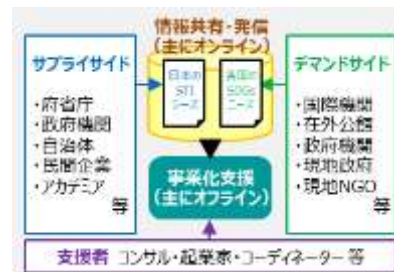 情報共有・発信
(主にオンライン)
サプライサイド
・府省庁
・政府機関
・自治体
・民間企業
・アカデミア
等
日本の
STI
シーズ
各国の
SDGs
ニーズ
デマンドサイド
・国際機関
・在外公館
・政府機関
・現地政府
・現地NGO
等
事業化支援
(主にオフライン)
支援者 コンサル・起業家・コーディネーター 等